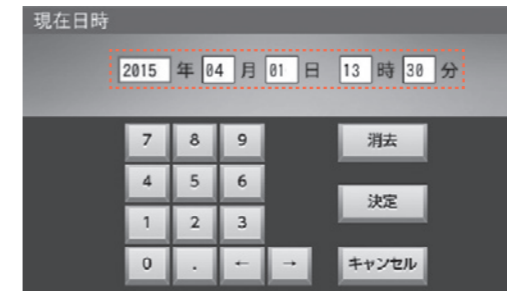 現在日時
2015 年 04 月 01 日 13 時 30 分
7 8 9 消去
4 5 6
決定
1 2 3
0 . ← → キャンセル